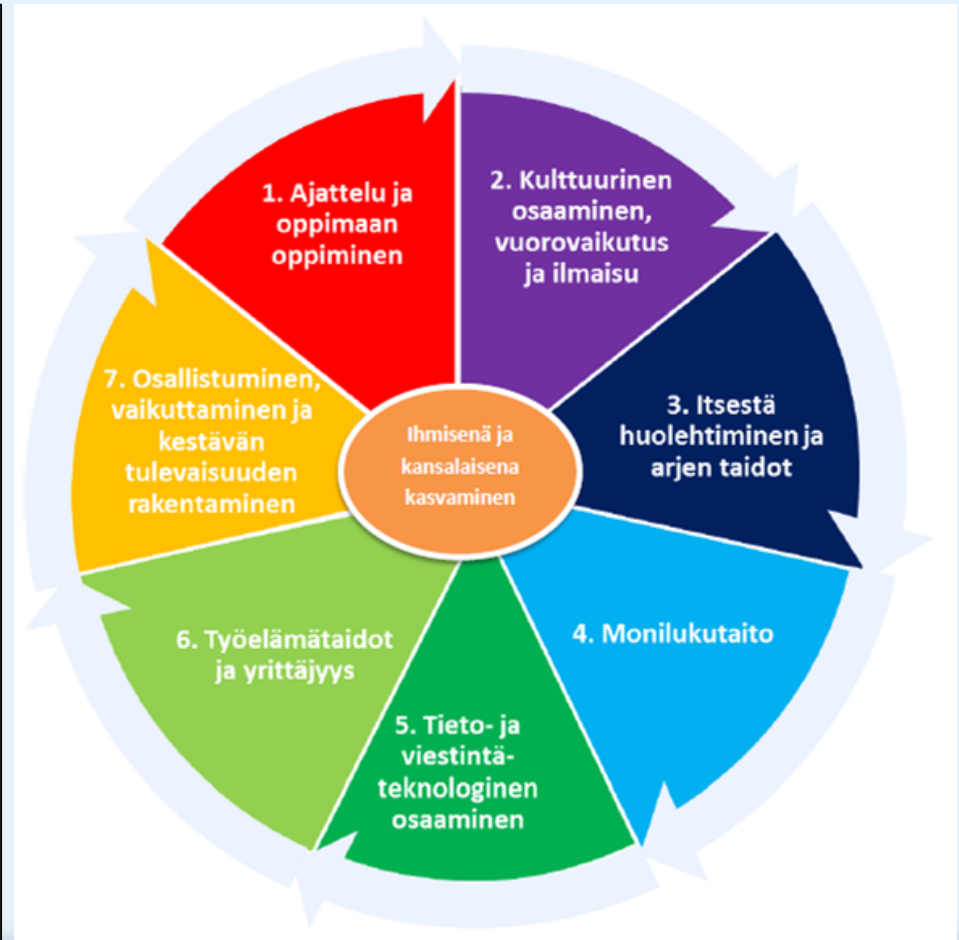 1. Ajattelu ja
oppimaan
oppiminen
2. Kulttuurinen
osaaminen,
vuorovaikutus
ja ilmaisu
3. Itsestä
huolehtiminen ja
arjen taidot
4. Monilukutaito
5. Tieto- ja
viestintä-
teknologinen
osaaminen
6. Työelämätaidot
ja yrittäjyys
7. Osallistuminen,
vaikuttaminen ja
kestävän
tulevaisuuden
rakentaminen
Ihmisenä ja
kansalaisena
kasvaminen